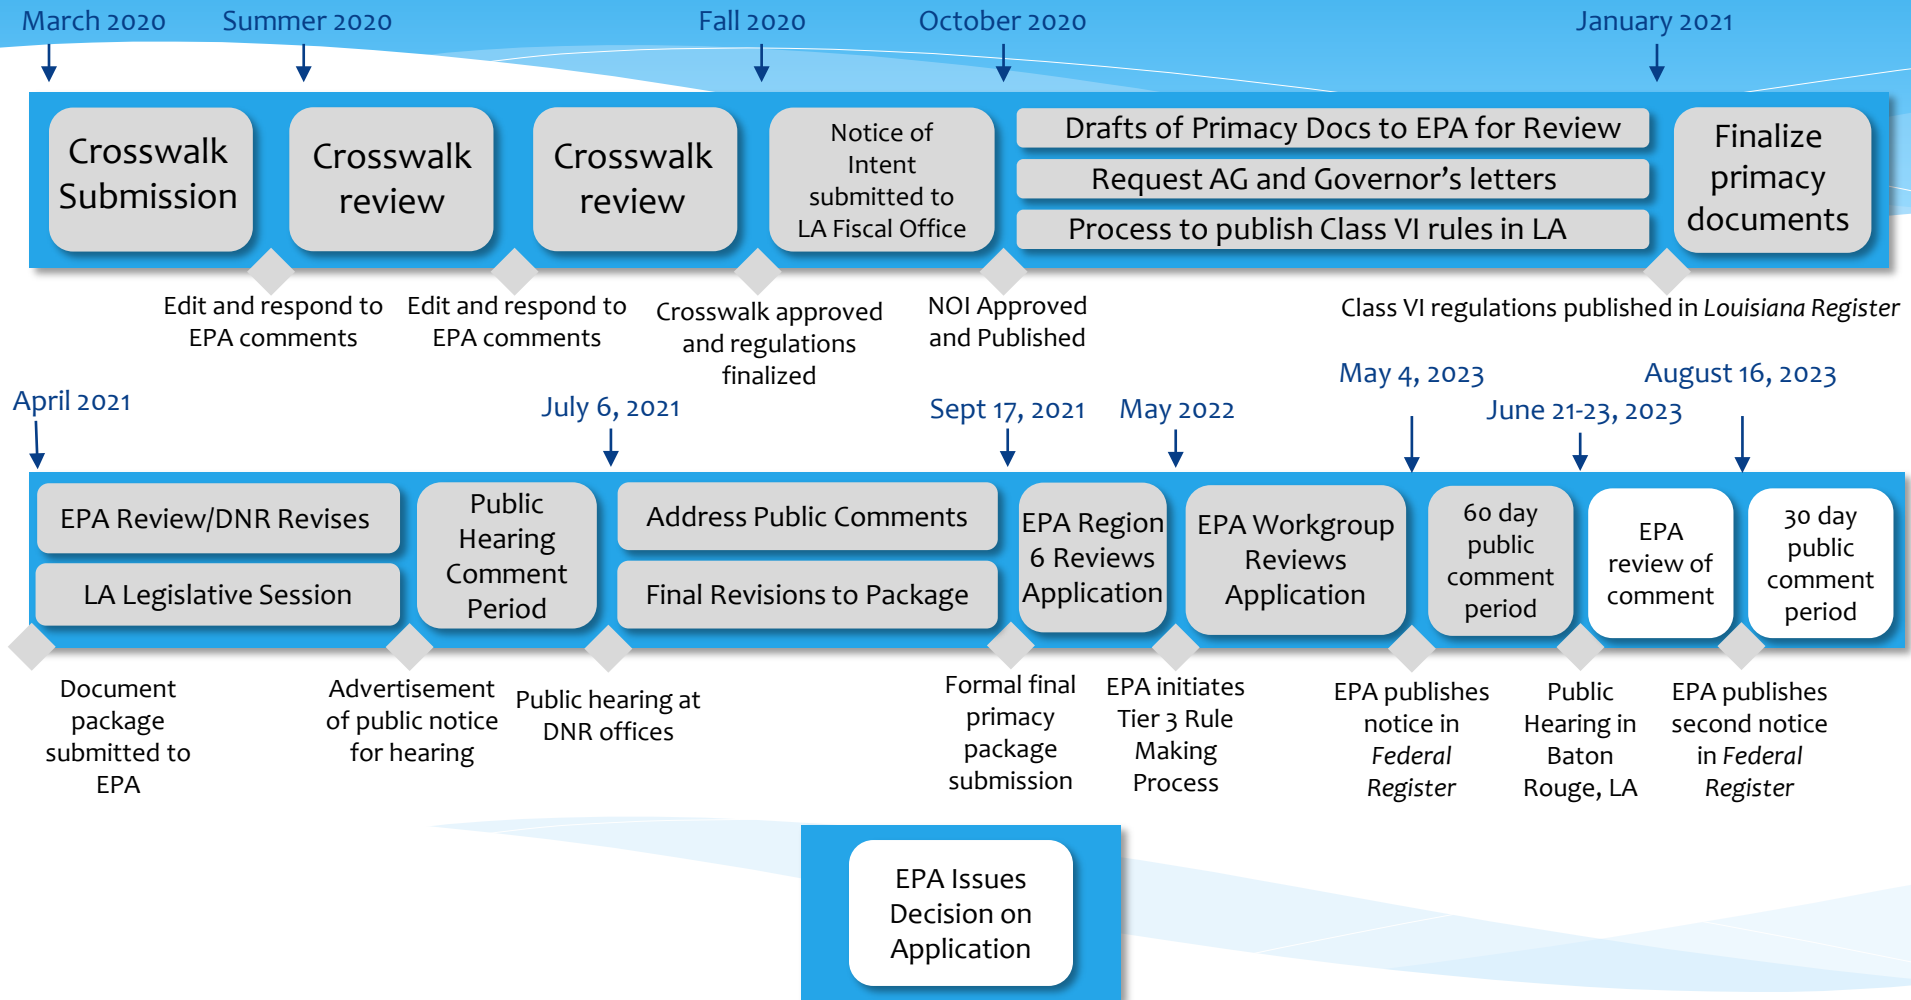 March 2020
Summer 2020
Fall 2020
October 2020
January 2021
Crosswalk
Submission
Crosswalk
review
Crosswalk
review
Notice of
Intent
submitted to
LA Fiscal Office
Drafts of Primacy Docs to EPA for Review
Request AG and Governor's letters
Process to publish Class VI rules in LA
Finalize
primacy
documents
Edit and respond to
EPA comments
Edit and respond to
EPA comments
Crosswalk approved
and regulations
finalized
NOI Approved
and Published
Class VI regulations published in Louisiana Register
April 2021
July 6, 2021
Sept 17, 2021
May 2022
May 4, 2023
June 21-23, 2023
August 16, 2023
EPA Review/DNR Revises
LA Legislative Session
Public
Hearing
Comment
Period
Address Public Comments
Final Revisions to Package
EPA Region
6 Reviews
Application
EPA Workgroup
Reviews
Application
60 day
public
comment
period
EPA
review of
comment
30 day
public
comment
period
Document
package
submitted to
EPA
Advertisement
of public notice
for hearing
Public hearing at
DNR offices
Formal final
primacy
package
submission
EPA initiates
Tier 3 Rule
Making
Process
EPA publishes
notice in
Federal
Register
Public
Hearing in
Baton
Rouge, LA
EPA publishes
second notice
in Federal
Register
EPA Issues
Decision on
Application